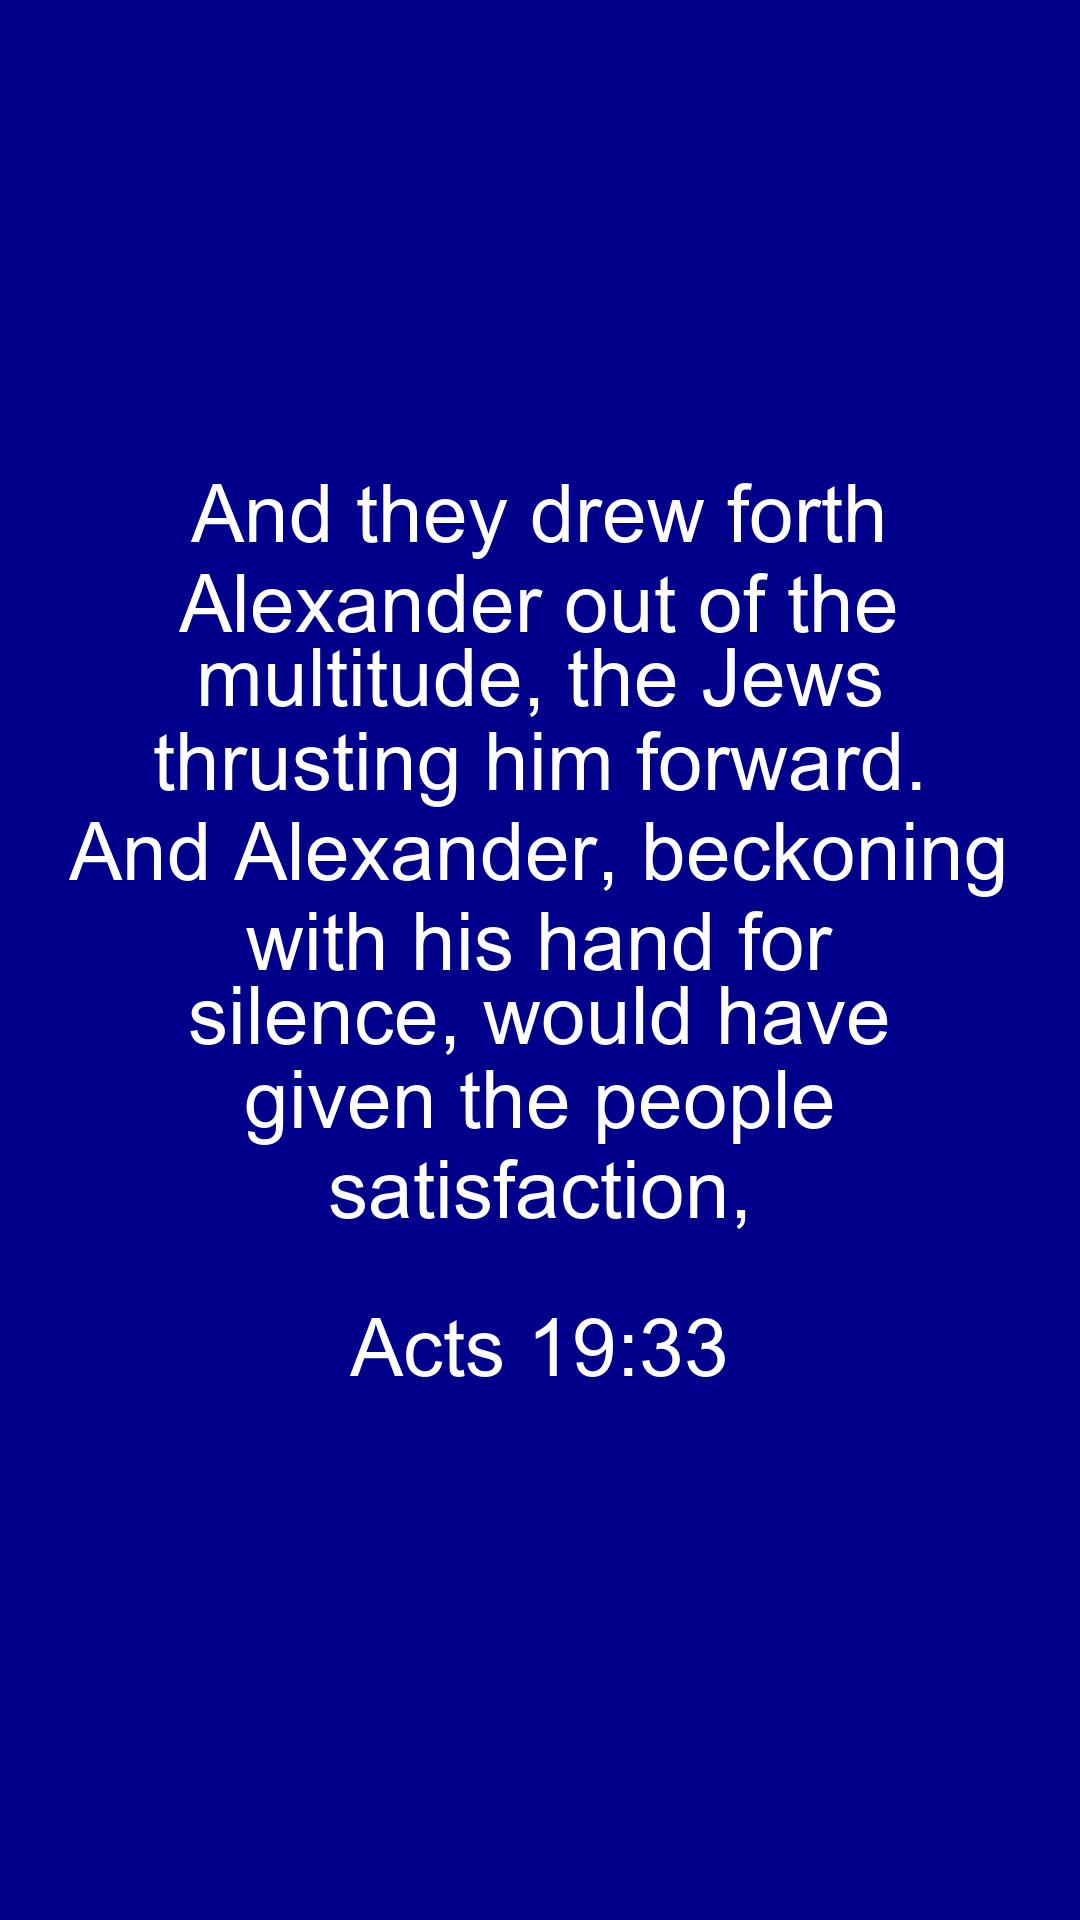 And they drew forth
Alexander out of the
multitude, the Jews
thrusting him forward.
And Alexander, beckoning
with his hand for
silence, would have
given the people
satisfaction,
Acts 19:33